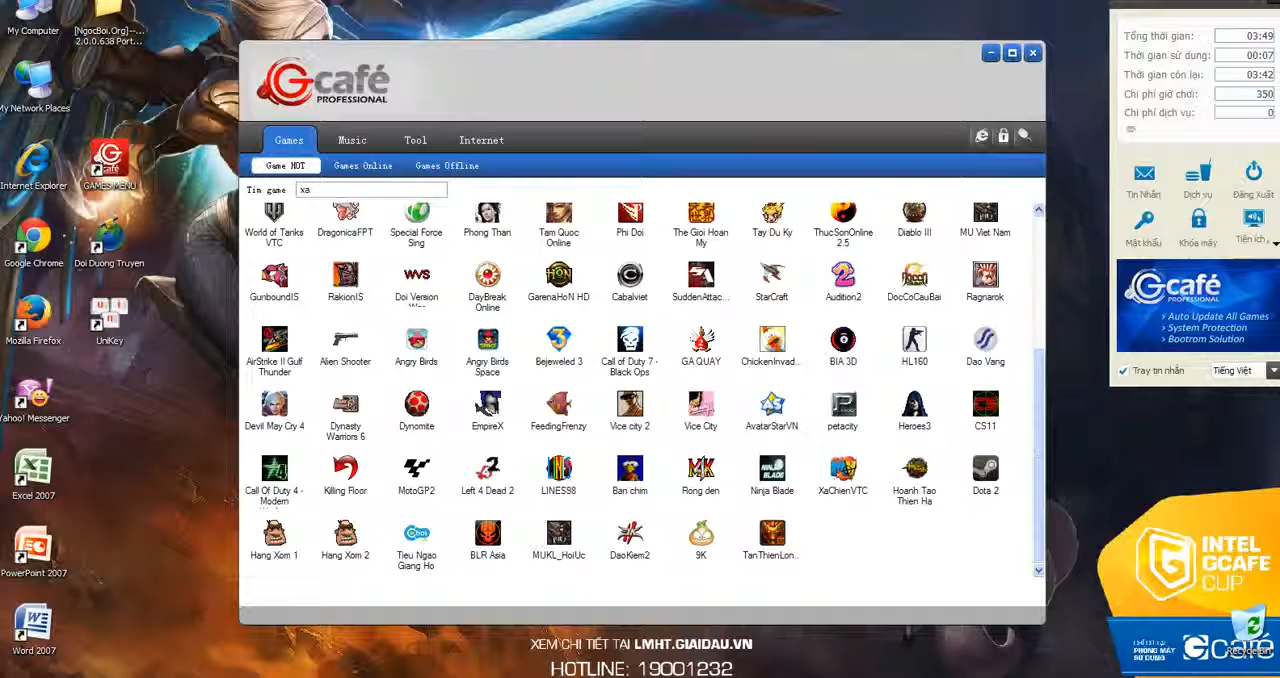 My Computer
[NgocBoi.Org]--...
2.0.0.638 Port...
My Network Places
Internet Explorer
GAMES MENU
Google Chrome
Doi Duong Truyen
Mozilla Firefox
UniKey
Yahoo! Messenger
Excel 2007
PowerPoint 2007
Word 2007
Gcafé
PROFESSIONAL
Games
Music
Tool
Internet
Game HOT
Games Online
Games Offline
Tim game
xa
World of Tanks VTC
DragonicaFPT
Special Force Sing
Phong Than
Tam Quoc Online
Phi Doi
The Gioi Hoan My
Tay Du Ky
ThucSonOnline 2.5
Diablo III
MU Viet Nam
GunboundIS
RakionIS
Doi Version
DayBreak Online
GarenaHoN HD
Cabalviet
SuddenAttac...
StarCraft
Audition2
DocCoCauBai
Ragnarok
AirStrike II Gulf Thunder
Alien Shooter
Angry Birds
Angry Birds Space
Bejeweled 3
Call of Duty 7 - Black Ops
GA QUAY
ChickenInvad...
BIA 3D
HL160
Dao Vang
Devil May Cry 4
Dynasty Warriors 6
Dynomite
EmpireX
FeedingFrenzy
Vice city 2
Vice City
AvatarStarVN
petacity
Heroes3
CS11
Call Of Duty 4 - Modern
Killing Floor
MotoGP2
Left 4 Dead 2
LINES98
Ban chim
Rong den
Ninja Blade
XaChienVTC
Hoanh Tao Thien Ha
Dota 2
Hang Xom 1
Hang Xom 2
Tieu Ngao Giang Ho
BLR Asia
MUKL_HoiUc
DaoKiem2
9K
TanThienLon...
XEM CHI TIẾT TẠI LMHT.GIAIDAU.VN
HOTLINE: 19001232
Tổng thời gian: 03:49
Thời gian sử dụng: 00:07
Thời gian còn lại: 03:42
Chi phí giờ chơi: 350
Chi phí dịch vụ: 0
Tin Nhắn
Dịch vụ
Đăng Xuất
Mật khẩu
Khóa máy
Tiện ích
Gcafé
PROFESSIONAL
› Auto Update All Games
› System Protection
› Bootrom Solution
Tray tin nhắn
Tiếng Việt
INTEL
GCAFE
CUP
Gcafé
Recycle Bin